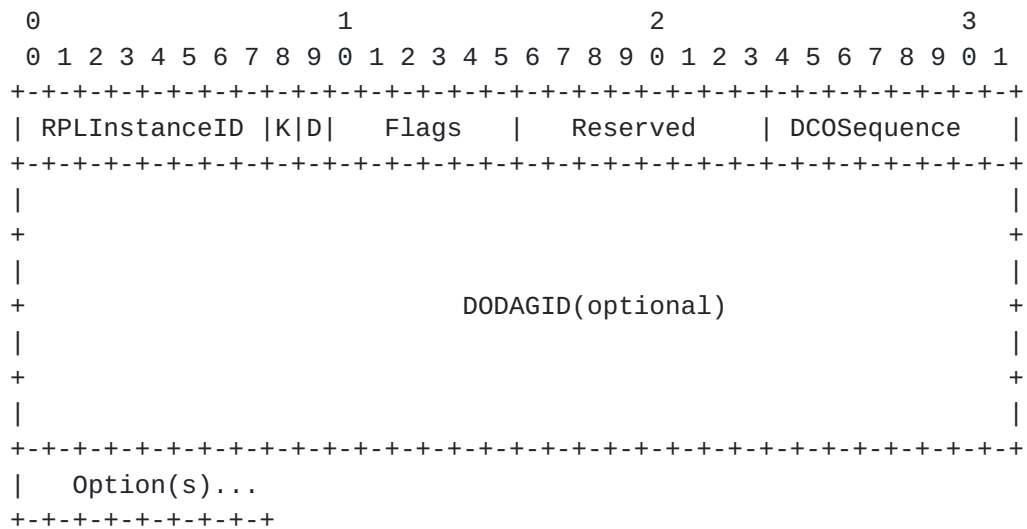 0                   1                   2                   3
 0 1 2 3 4 5 6 7 8 9 0 1 2 3 4 5 6 7 8 9 0 1 2 3 4 5 6 7 8 9 0 1
+-+-+-+-+-+-+-+-+-+-+-+-+-+-+-+-+-+-+-+-+-+-+-+-+-+-+-+-+-+-+-+-+
| RPLInstanceID |K|D|   Flags   |   Reserved    | DCOSequence   |
+-+-+-+-+-+-+-+-+-+-+-+-+-+-+-+-+-+-+-+-+-+-+-+-+-+-+-+-+-+-+-+-+
|                                                               |
+                                                               +
|                                                               |
+                            DODAGID(optional)                  +
|                                                               |
+                                                               +
|                                                               |
+-+-+-+-+-+-+-+-+-+-+-+-+-+-+-+-+-+-+-+-+-+-+-+-+-+-+-+-+-+-+-+-+
|   Option(s)...
+-+-+-+-+-+-+-+-+